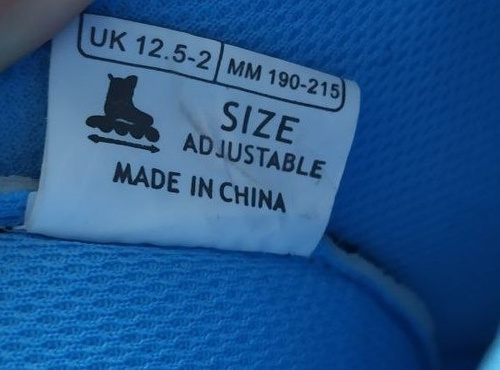 UK 12.5-2 MM 190-215
SIZE
ADJUSTABLE
MADE IN CHINA